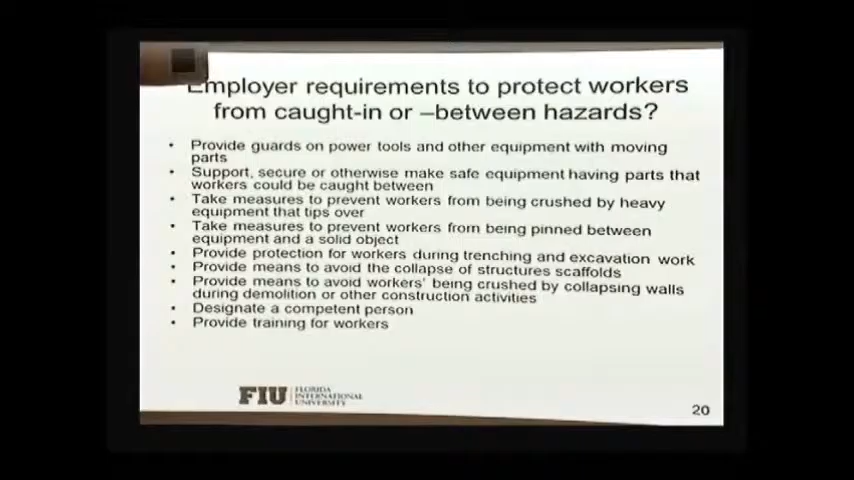 Employer requirements to protect workers
from caught-in or –between hazards?
• Provide guards on power tools and other equipment with moving
parts
• Support, secure or otherwise make safe equipment having parts that
workers could be caught between
• Take measures to prevent workers from being crushed by heavy
equipment that tips over
• Take measures to prevent workers from being pinned between
equipment and a solid object
• Provide protection for workers during trenching and excavation work
• Provide means to avoid the collapse of structures scaffolds
• Provide means to avoid workers' being crushed by collapsing walls
during demolition or other construction activities
• Designate a competent person
• Provide training for workers
FIU FLORIDA
INTERNATIONAL
UNIVERSITY
20